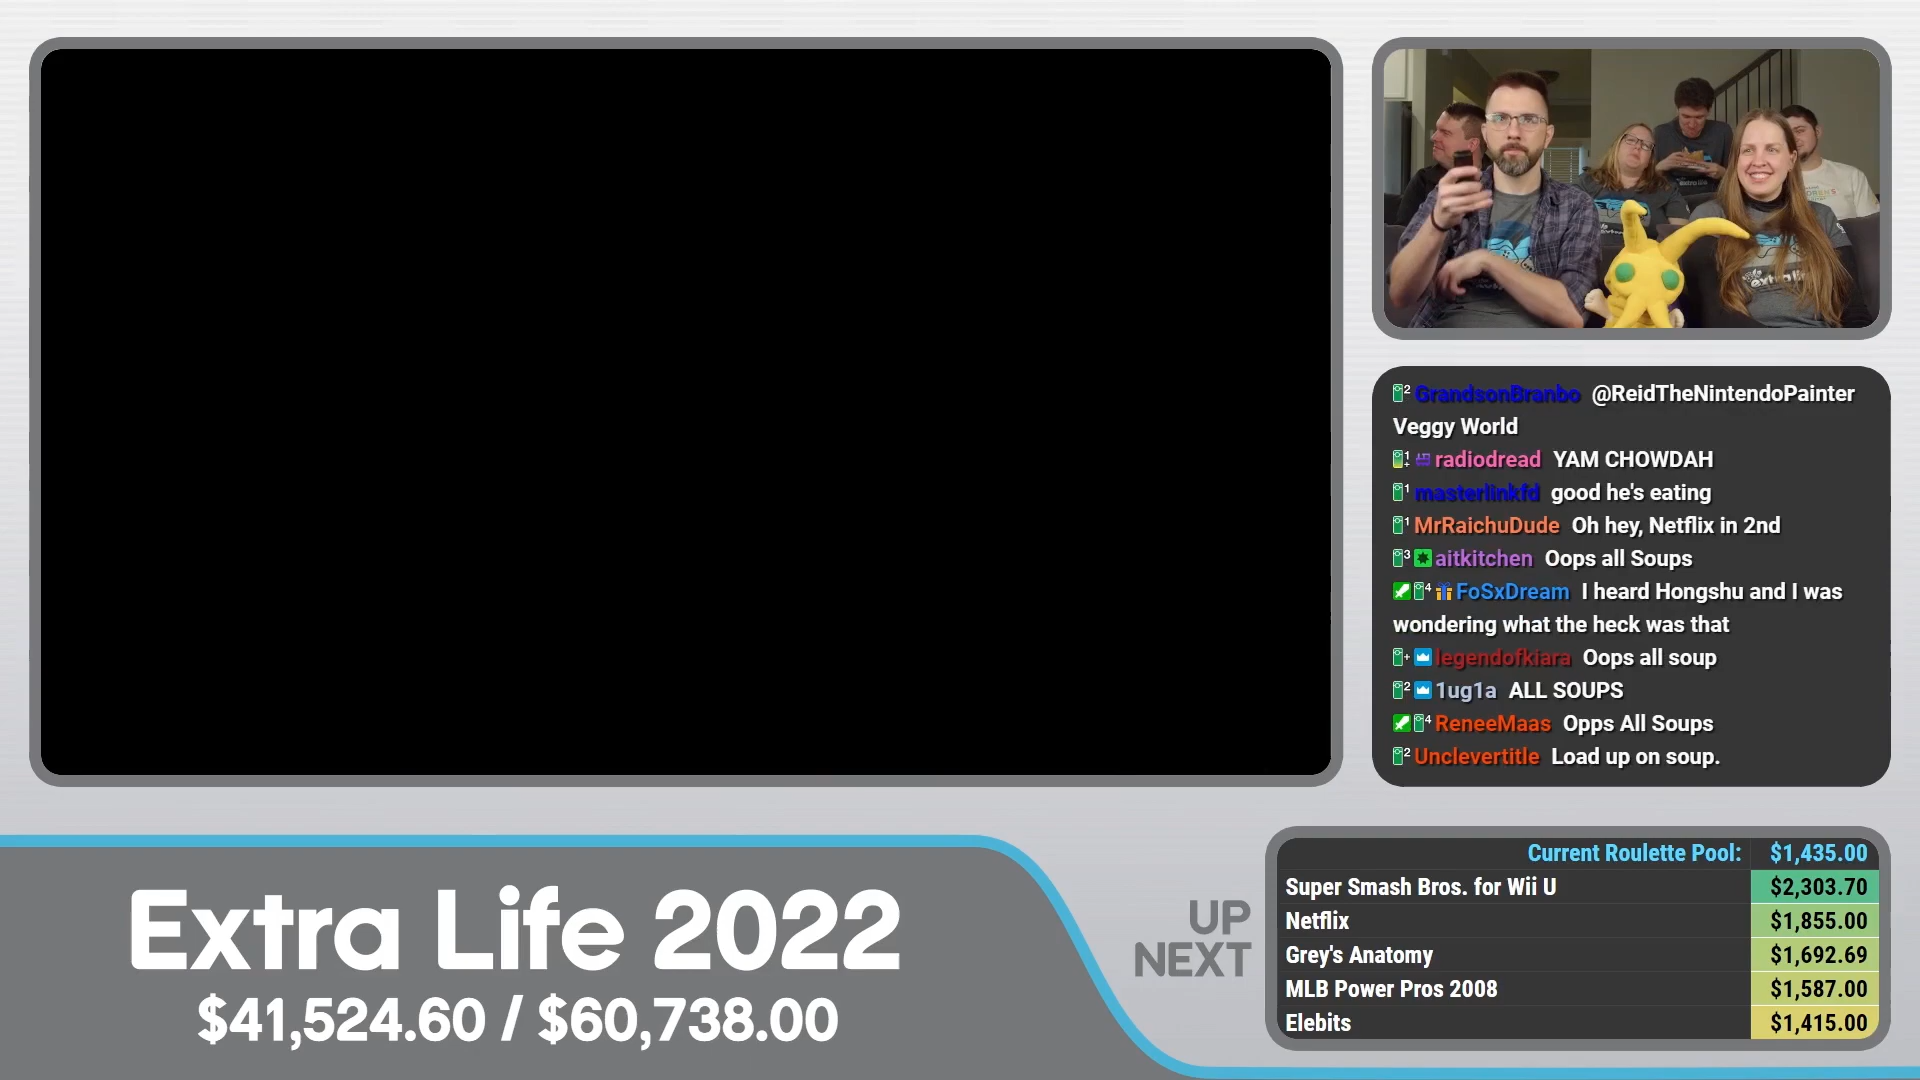 @ReidTheNintendoPainter
GrandsonBranbo @ReidTheNintendoPainter
Veggy World
radiodread YAM CHOWDAH
masterlinkfd good he's eating
MrRaichuDude Oh hey, Netflix in 2nd
aitkitchen Oops all Soups
FoSxDream I heard Hongshu and I was
wondering what the heck was that
legendofkiara Oops all soup
1ug1a ALL SOUPS
ReneeMaas Opps All Soups
Unclevertitle Load up on soup.
Extra Life 2022
$41,524.60 / $60,738.00
UP
NEXT
Current Roulette Pool: $1,435.00
Super Smash Bros. for Wii U $2,303.70
Netflix $1,855.00
Grey's Anatomy $1,692.69
MLB Power Pros 2008 $1,587.00
Elebits $1,415.00